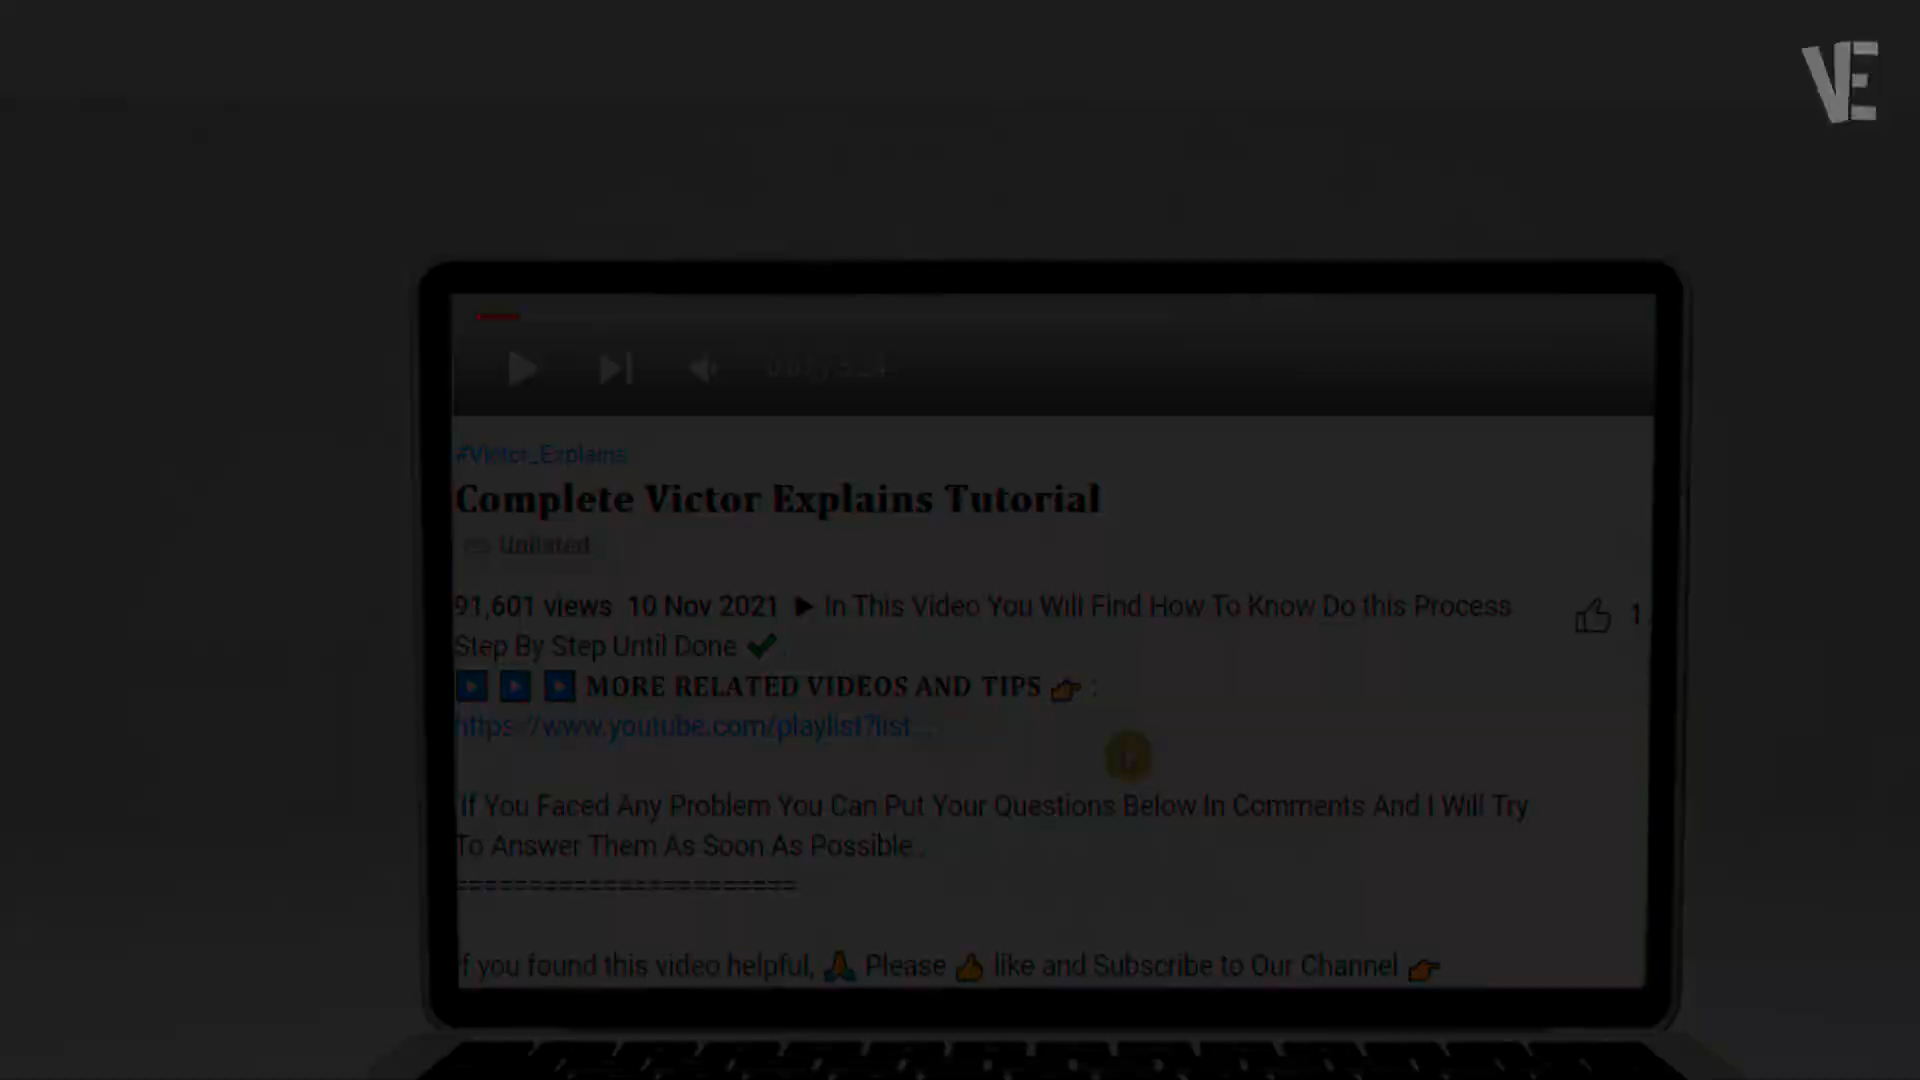 VE
#Victor_Explains
Complete Victor Explains Tutorial
Unlisted
91,601 views 10 Nov 2021 ▶ In This Video You Will Find How To Know Do this Process
1
Step By Step Until Done ✔ .
▶ ▶ ▶ MORE RELATED VIDEOS AND TIPS 👉 :
https://www.youtube.com/playlist?list...
If You Faced Any Problem You Can Put Your Questions Below In Comments And I Will Try
To Answer Them As Soon As Possible .
========================
f you found this video helpful, 🙏 Please 👍 like and Subscribe to Our Channel 👉